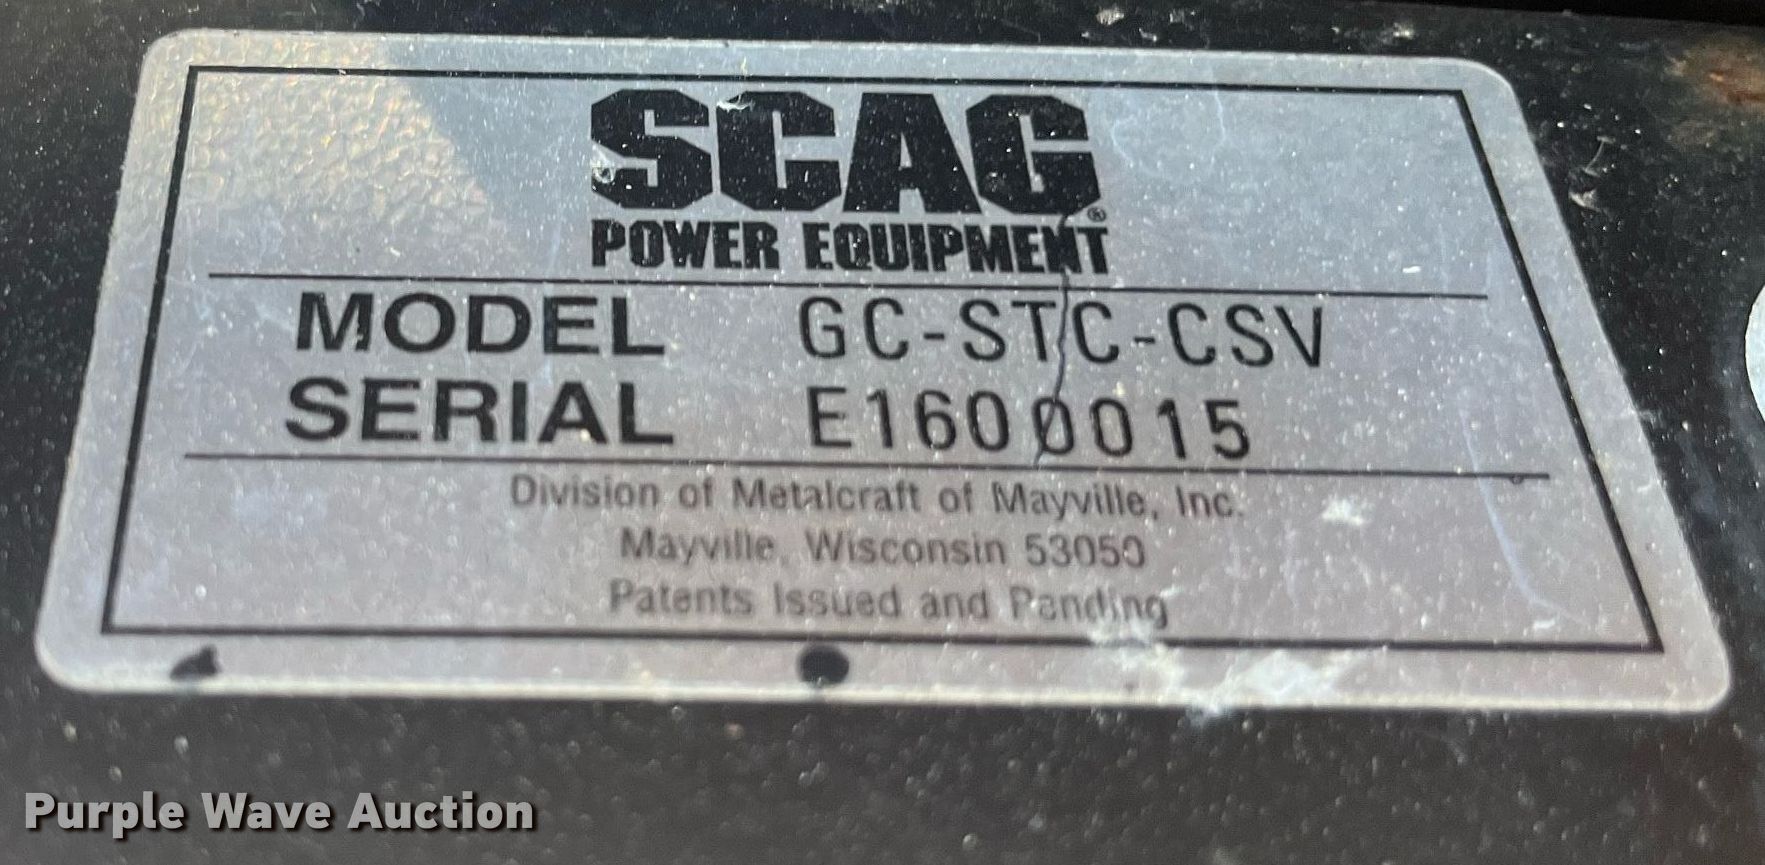 SCAG®
POWER EQUIPMENT
MODEL GC-STC-CSV
SERIAL E1600015
Division of Metalcraft of Mayville, Inc.
Mayville, Wisconsin 53050
Patents Issued and Pending
Purple Wave Auction